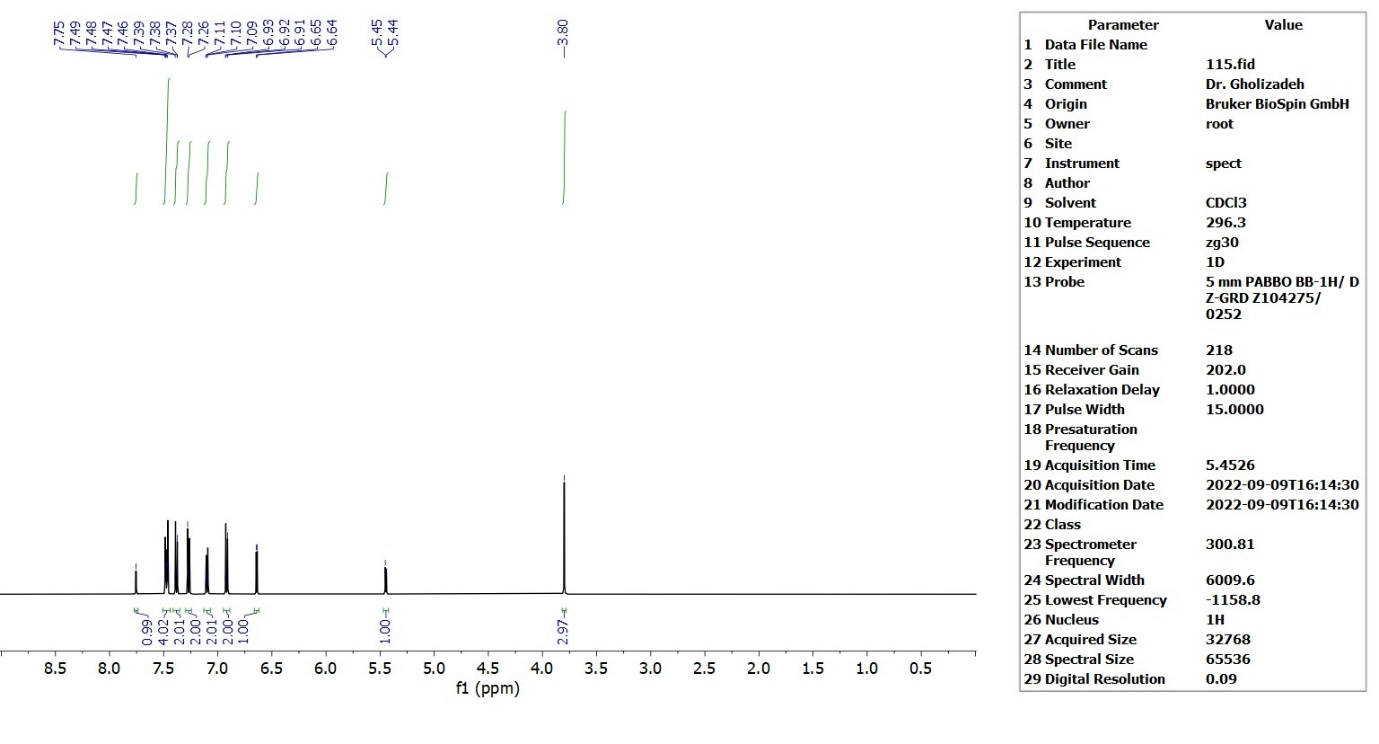 7.75
7.49
7.48
7.47
7.46
7.39
7.38
7.37
7.28
7.26
7.11
7.10
7.09
6.93
6.92
6.91
6.65
6.64
5.45
5.44
3.80
0.99
4.02
2.01
2.00
2.01
2.00
1.00
1.00
2.97
8.5 8.0 7.5 7.0 6.5 6.0 5.5 5.0 4.5 4.0 3.5 3.0 2.5 2.0 1.5 1.0 0.5
f1 (ppm)
Parameter Value
1 Data File Name
2 Title 115.fid
3 Comment Dr. Gholizadeh
4 Origin Bruker BioSpin GmbH
5 Owner root
6 Site
7 Instrument spect
8 Author
9 Solvent CDCl3
10 Temperature 296.3
11 Pulse Sequence zg30
12 Experiment 1D
13 Probe 5 mm PABBO BB-1H/ D
Z-GRD Z104275/
0252
14 Number of Scans 218
15 Receiver Gain 202.0
16 Relaxation Delay 1.0000
17 Pulse Width 15.0000
18 Presaturation
Frequency
19 Acquisition Time 5.4526
20 Acquisition Date 2022-09-09T16:14:30
21 Modification Date 2022-09-09T16:14:30
22 Class
23 Spectrometer 300.81
Frequency
24 Spectral Width 6009.6
25 Lowest Frequency -1158.8
26 Nucleus 1H
27 Acquired Size 32768
28 Spectral Size 65536
29 Digital Resolution 0.09